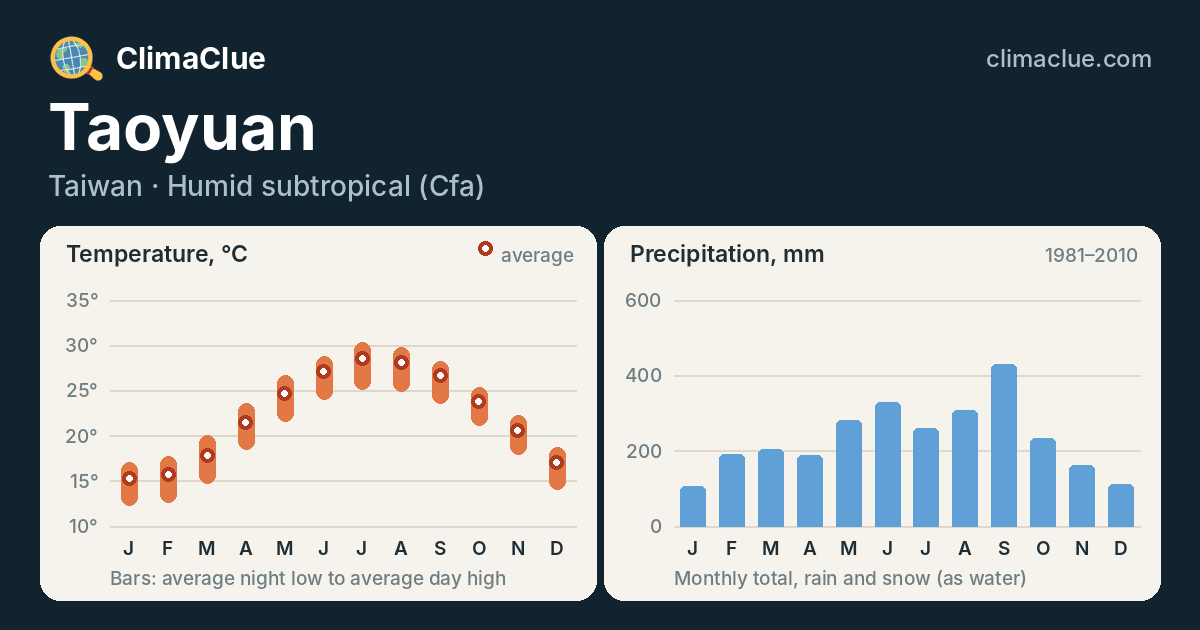 ClimaClue
climaclue.com
Taoyuan
Taiwan · Humid subtropical (Cfa)
Temperature, °C
average
35°
30°
25°
20°
15°
10°
J F M A M J J A S O N D
Bars: average night low to average day high
Precipitation, mm
1981–2010
600
400
200
0
J F M A M J J A S O N D
Monthly total, rain and snow (as water)